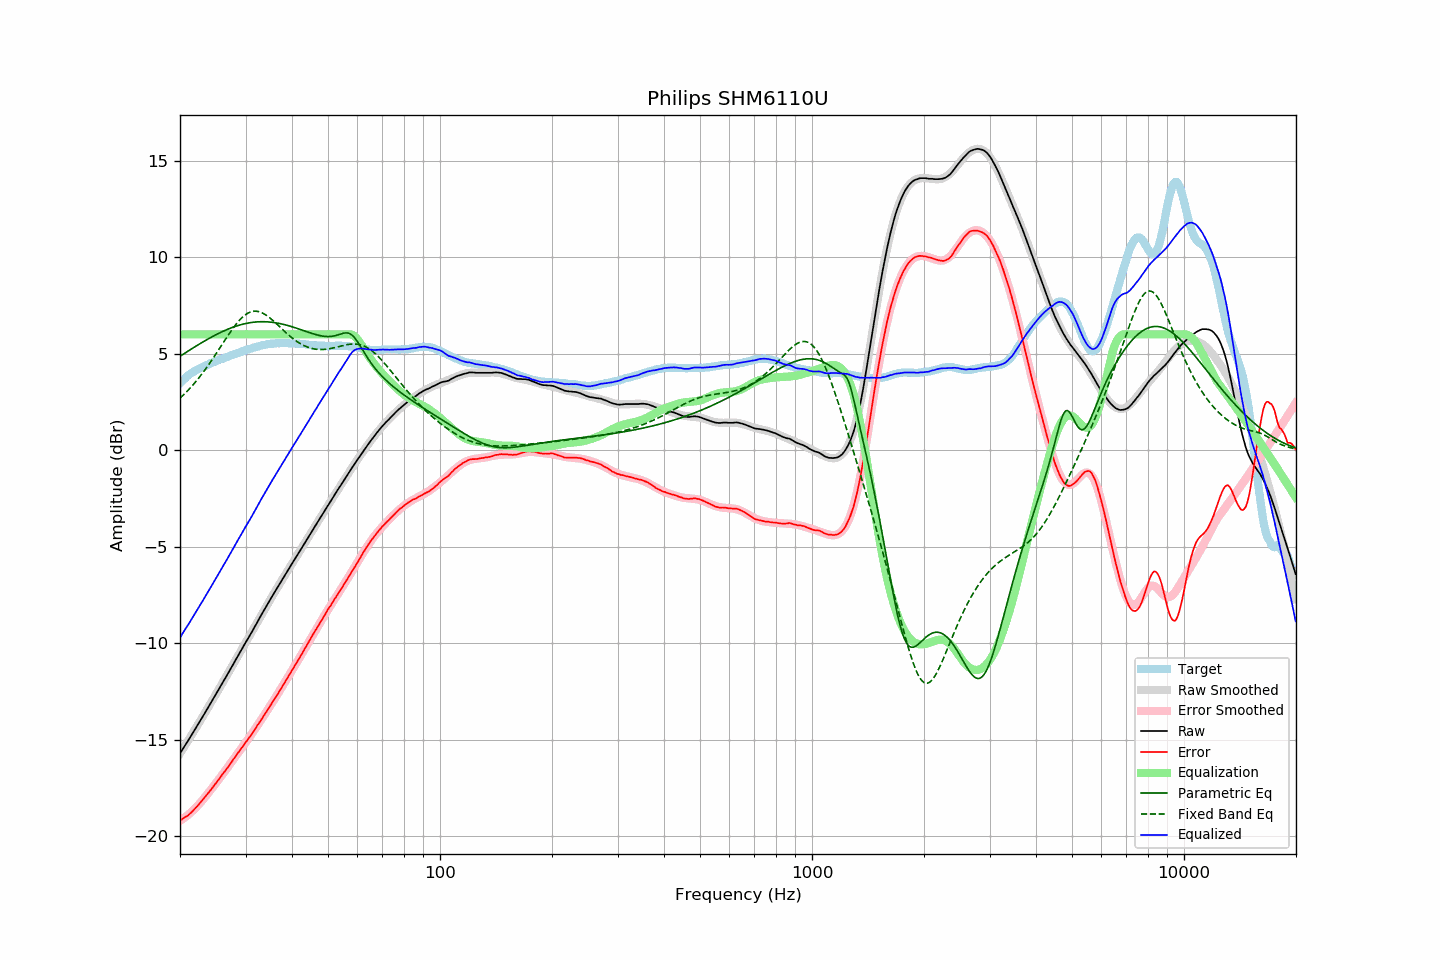 Philips SHM6110U
15
10
5
0
−5
−10
−15
−20
Amplitude (dBr)
100
1000
10000
Frequency (Hz)
Target
Raw Smoothed
Error Smoothed
Raw
Error
Equalization
Parametric Eq
Fixed Band Eq
Equalized